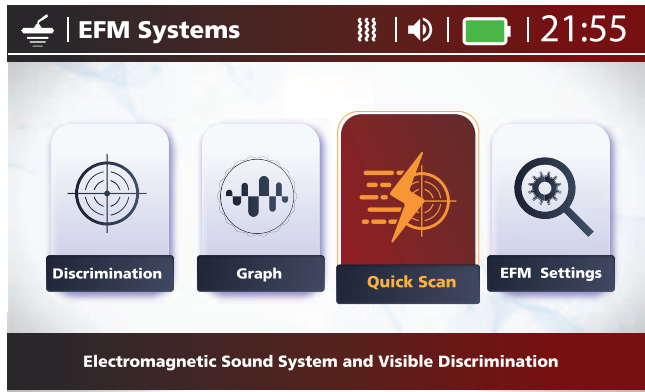 EFM Systems
21:55
Discrimination
Graph
Quick Scan
EFM Settings
Electromagnetic Sound System and Visible Discrimination